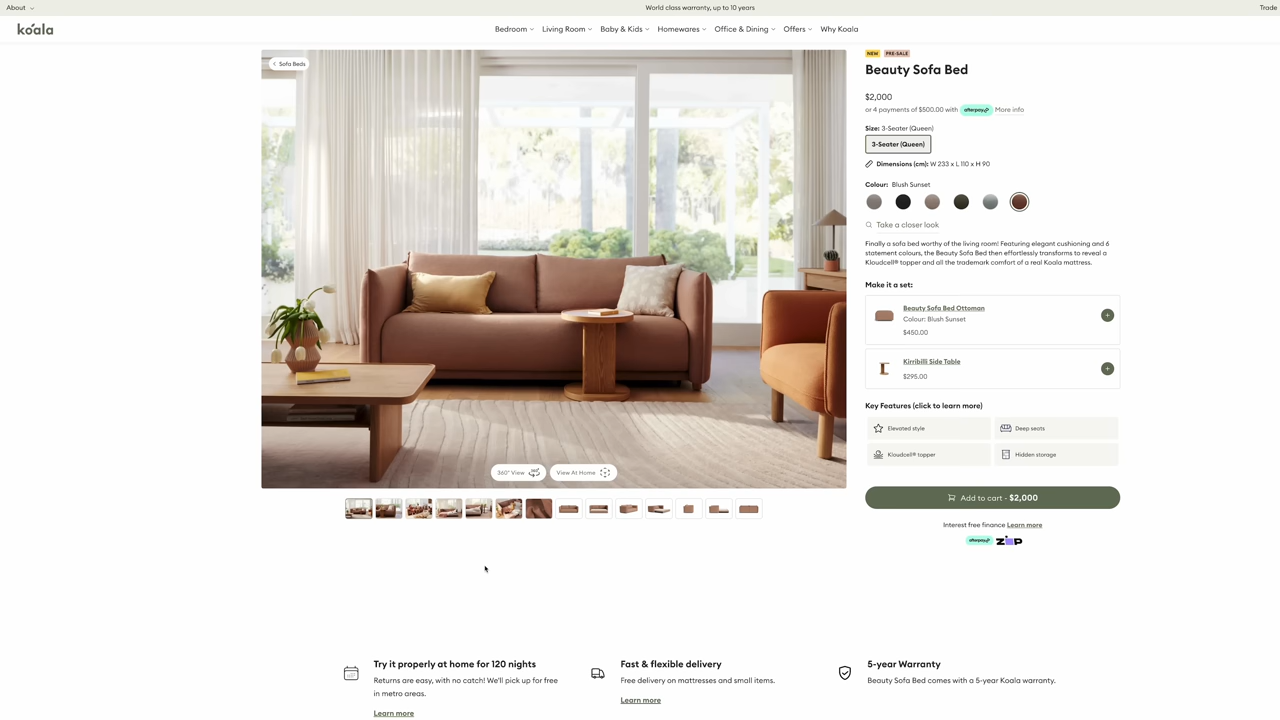 About
World class warranty, up to 10 years
Trade
koala
Bedroom
Living Room
Baby & Kids
Homewares
Office & Dining
Offers
Why Koala
Sofa Beds
NEW
PRE-SALE
Beauty Sofa Bed
$2,000
or 4 payments of $500.00 with afterpay More info
Size: 3-Seater (Queen)
3-Seater (Queen)
Dimensions (cm): W 233 x L 110 x H 90
Colour: Blush Sunset
Take a closer look
Finally a sofa bed worthy of the living room! Featuring elegant cushioning and 6
statement colours, the Beauty Sofa Bed then effortlessly transforms to reveal a
Kloudcell® topper and all the trademark comfort of a real Koala mattress.
Make it a set:
Beauty Sofa Bed Ottoman
Colour: Blush Sunset
$450.00
Kirribilli Side Table
$295.00
Key Features (click to learn more)
Elevated style
Deep seats
Kloudcell® topper
Hidden storage
360° View
View At Home
Add to cart - $2,000
Interest free finance Learn more
afterpay
ZIP
Try it properly at home for 120 nights
Returns are easy, with no catch! We'll pick up for free
in metro areas.
Learn more
Fast & flexible delivery
Free delivery on mattresses and small items.
Learn more
5-year Warranty
Beauty Sofa Bed comes with a 5-year Koala warranty.